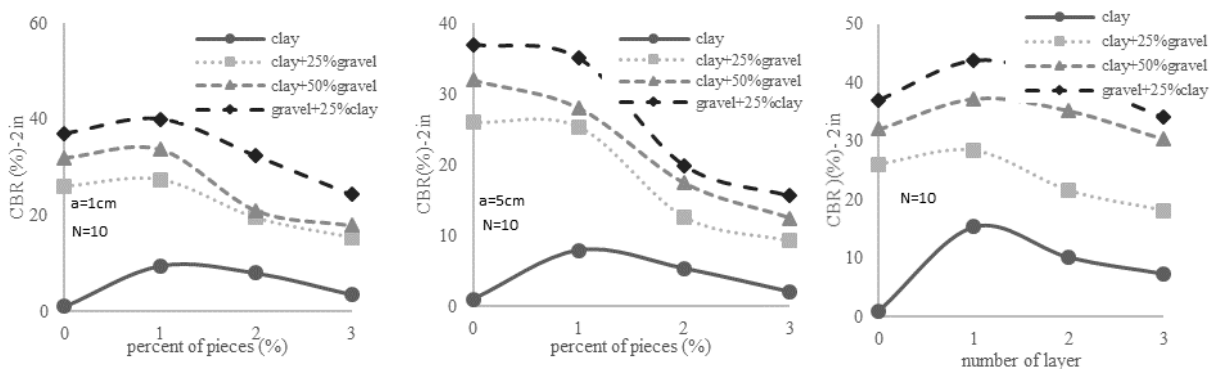 60
40
20
0
CBR (%)- 2 in
clay
clay+25%gravel
clay+50%gravel
gravel+25%clay
a=1cm
N=10
0 1 2 3
percent of pieces (%)
40
30
20
10
0
CBR(%)-2 in
clay
clay+25%gravel
clay+50%gravel
gravel+25%clay
a=5cm
N=10
0 1 2 3
percent of pieces (%)
50
40
30
20
10
0
CBR )(%)- 2 in
clay
clay+25%gravel
clay+50%gravel
gravel+25%clay
N=10
0 1 2 3
number of layer